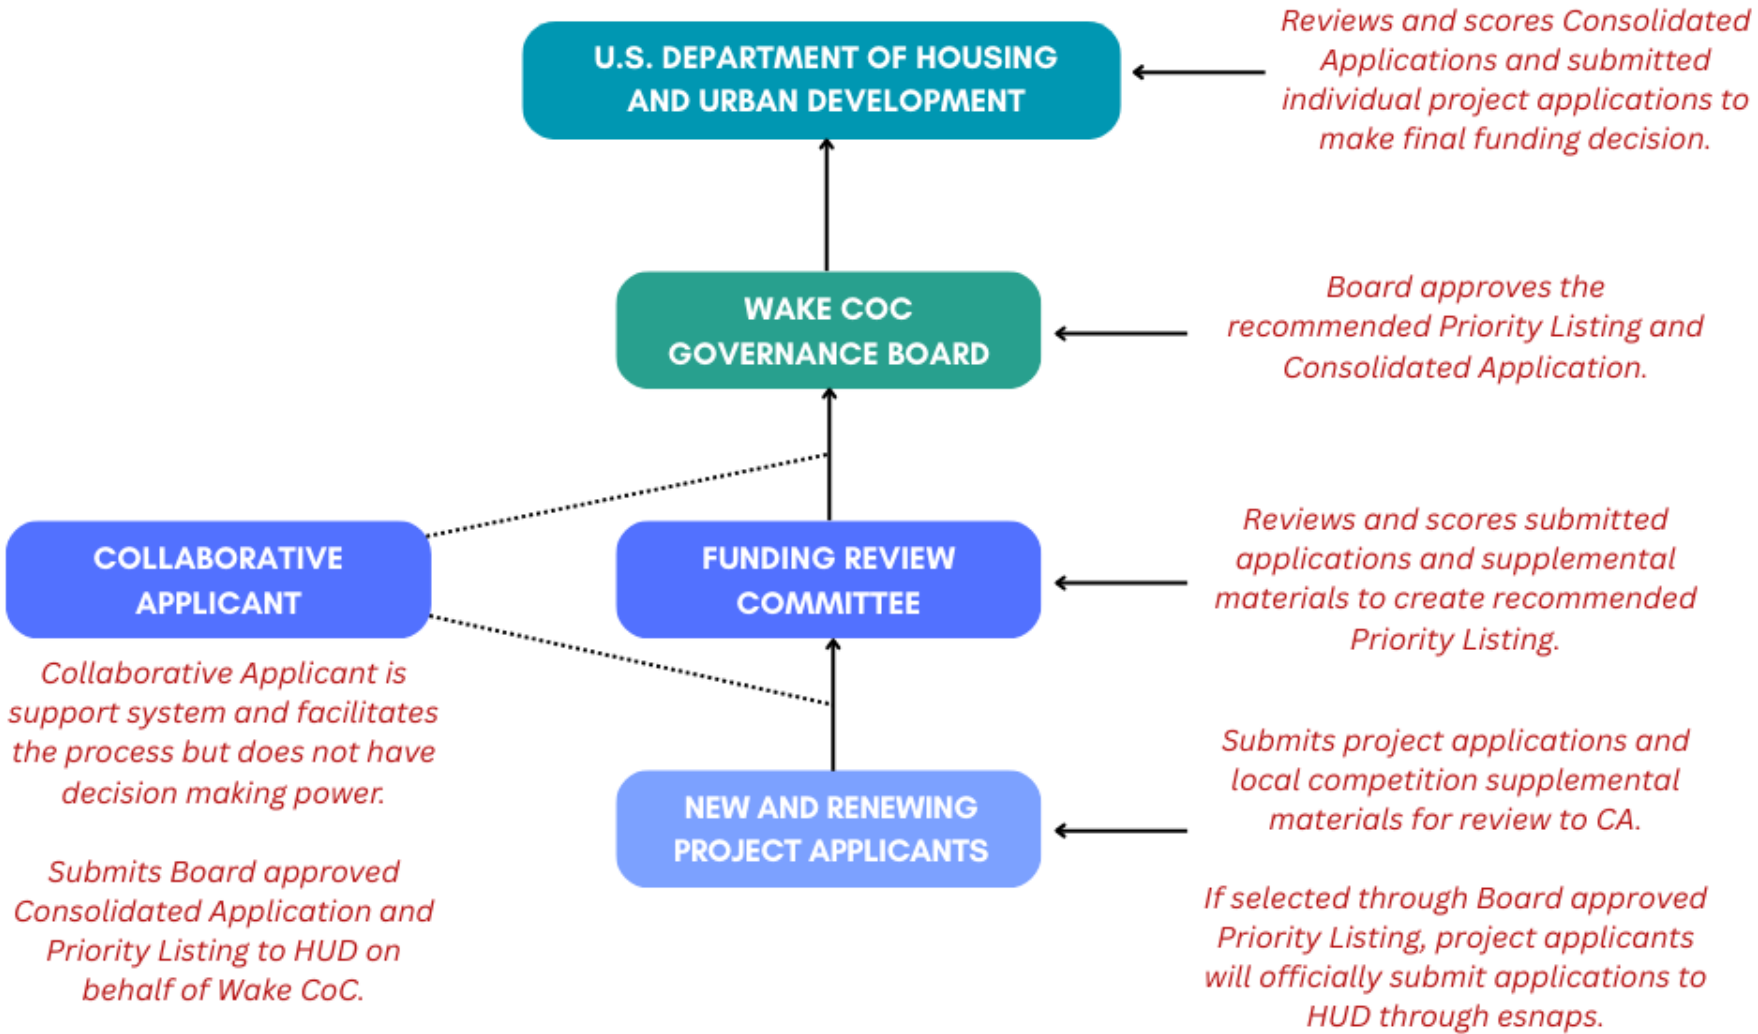 U.S. DEPARTMENT OF HOUSING
AND URBAN DEVELOPMENT
Reviews and scores Consolidated
Applications and submitted
individual project applications to
make final funding decision.
WAKE COC
GOVERNANCE BOARD
Board approves the
recommended Priority Listing and
Consolidated Application.
COLLABORATIVE
APPLICANT
Collaborative Applicant is
support system and facilitates
the process but does not have
decision making power.
Submits Board approved
Consolidated Application and
Priority Listing to HUD on
behalf of Wake CoC.
FUNDING REVIEW
COMMITTEE
Reviews and scores submitted
applications and supplemental
materials to create recommended
Priority Listing.
NEW AND RENEWING
PROJECT APPLICANTS
Submits project applications and
local competition supplemental
materials for review to CA.
If selected through Board approved
Priority Listing, project applicants
will officially submit applications to
HUD through esnaps.